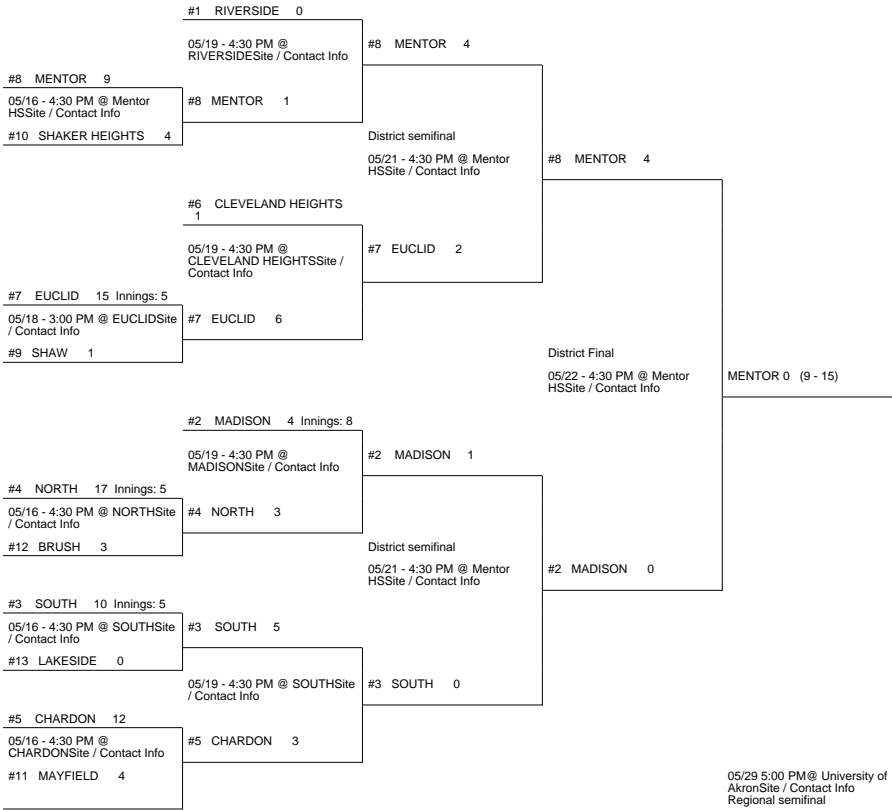 #1 RIVERSIDE 0
05/19 - 4:30 PM @
RIVERSIDESite / Contact Info
#8 MENTOR 4
#8 MENTOR 9
05/16 - 4:30 PM @ Mentor
HSSite / Contact Info
#8 MENTOR 1
#10 SHAKER HEIGHTS 4
District semifinal
05/21 - 4:30 PM @ Mentor
HSSite / Contact Info
#8 MENTOR 4
#6 CLEVELAND HEIGHTS
1
05/19 - 4:30 PM @
CLEVELAND HEIGHTSSite /
Contact Info
#7 EUCLID 2
#7 EUCLID 15 Innings: 5
05/18 - 3:00 PM @ EUCLIDSite
/ Contact Info
#7 EUCLID 6
#9 SHAW 1
District Final
05/22 - 4:30 PM @ Mentor
HSSite / Contact Info
MENTOR 0 (9 - 15)
#2 MADISON 4 Innings: 8
05/19 - 4:30 PM @
MADISONSite / Contact Info
#2 MADISON 1
#4 NORTH 17 Innings: 5
05/16 - 4:30 PM @ NORTHSite
/ Contact Info
#4 NORTH 3
#12 BRUSH 3
District semifinal
05/21 - 4:30 PM @ Mentor
HSSite / Contact Info
#2 MADISON 0
#3 SOUTH 10 Innings: 5
05/16 - 4:30 PM @ SOUTHSite
/ Contact Info
#3 SOUTH 5
#13 LAKESIDE 0
05/19 - 4:30 PM @ SOUTHSite
/ Contact Info
#3 SOUTH 0
#5 CHARDON 12
05/16 - 4:30 PM @
CHARDONSite / Contact Info
#5 CHARDON 3
#11 MAYFIELD 4
05/29 5:00 PM@ University of
AkronSite / Contact Info
Regional semifinal